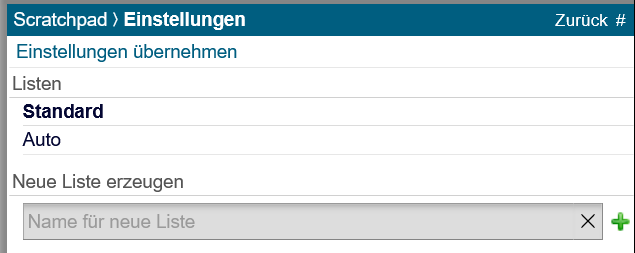 Scratchpad ⟩ Einstellungen Zurück #
Einstellungen übernehmen
Listen
Standard
Auto
Neue Liste erzeugen
Name für neue Liste